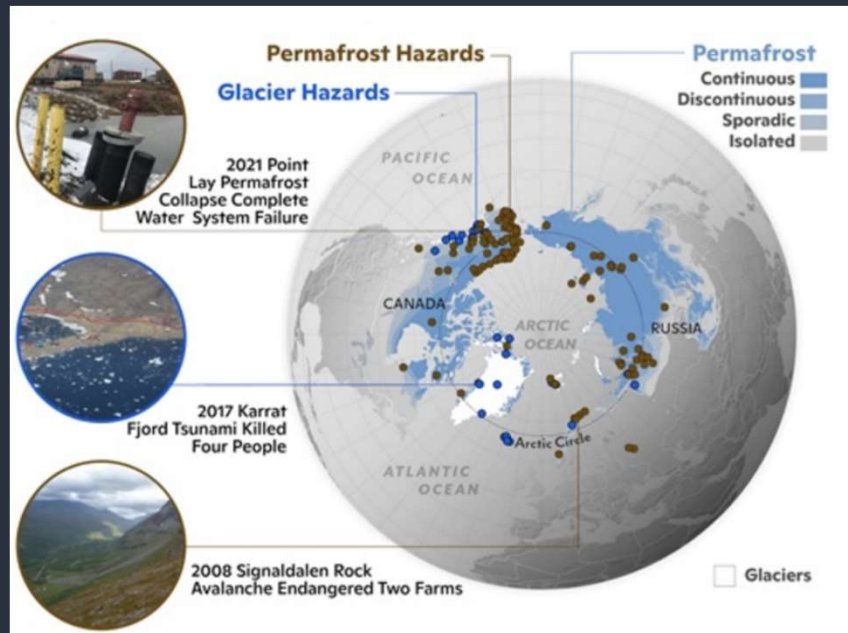 Permafrost Hazards
Glacier Hazards
Permafrost
Continuous
Discontinuous
Sporadic
Isolated
2021 Point
Lay Permafrost
Collapse Complete
Water System Failure
PACIFIC
OCEAN
CANADA
ARCTIC
OCEAN
RUSSIA
2017 Karrat
Fjord Tsunami Killed
Four People
Arctic Circle
ATLANTIC
OCEAN
2008 Signaldalen Rock
Avalanche Endangered Two Farms
Glaciers